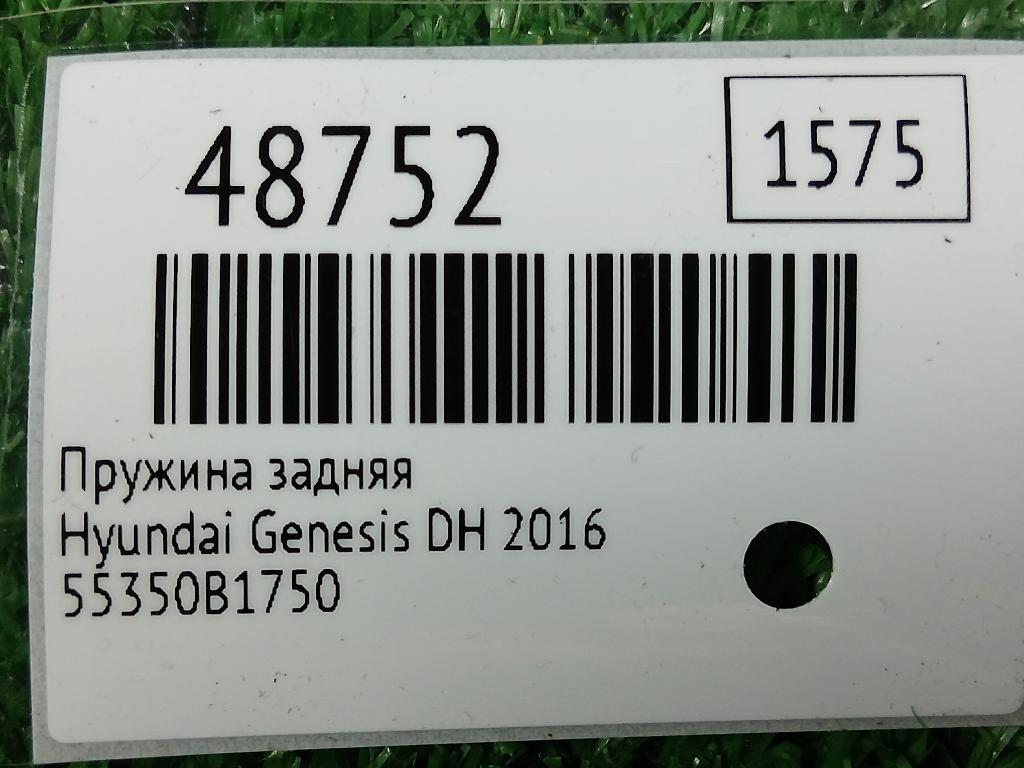 48752
1575
Пружина задняя
Hyundai Genesis DH 2016
55350B1750